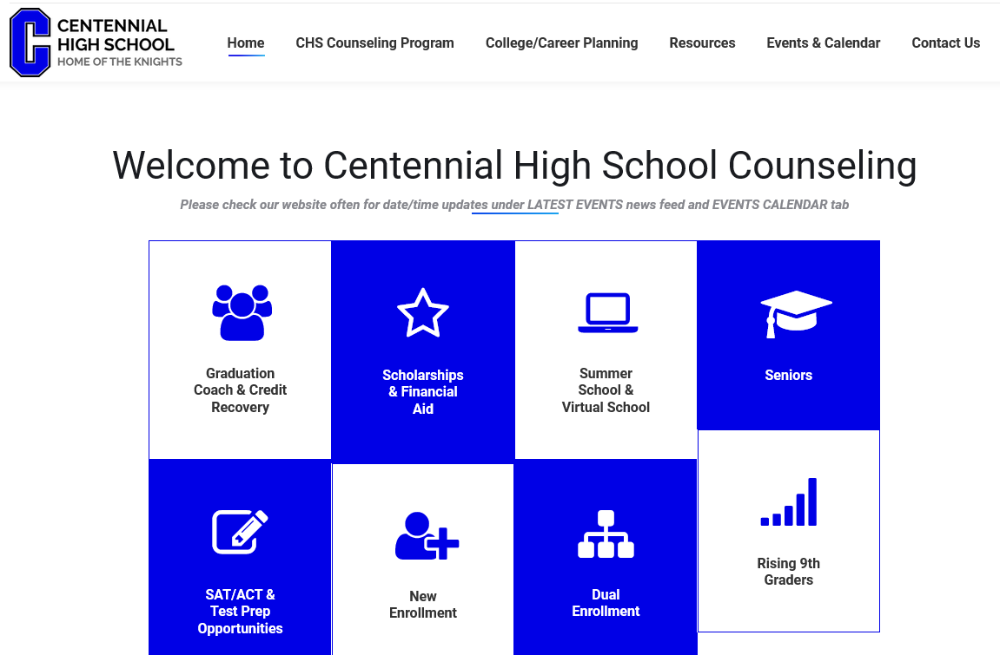 CENTENNIAL
HIGH SCHOOL
HOME OF THE KNIGHTS
Home
CHS Counseling Program
College/Career Planning
Resources
Events & Calendar
Contact Us
Welcome to Centennial High School Counseling
Please check our website often for date/time updates under LATEST EVENTS news feed and EVENTS CALENDAR tab
Graduation
Coach & Credit
Recovery
Scholarships
& Financial
Aid
Summer
School &
Virtual School
Seniors
SAT/ACT &
Test Prep
Opportunities
New
Enrollment
Dual
Enrollment
Rising 9th
Graders